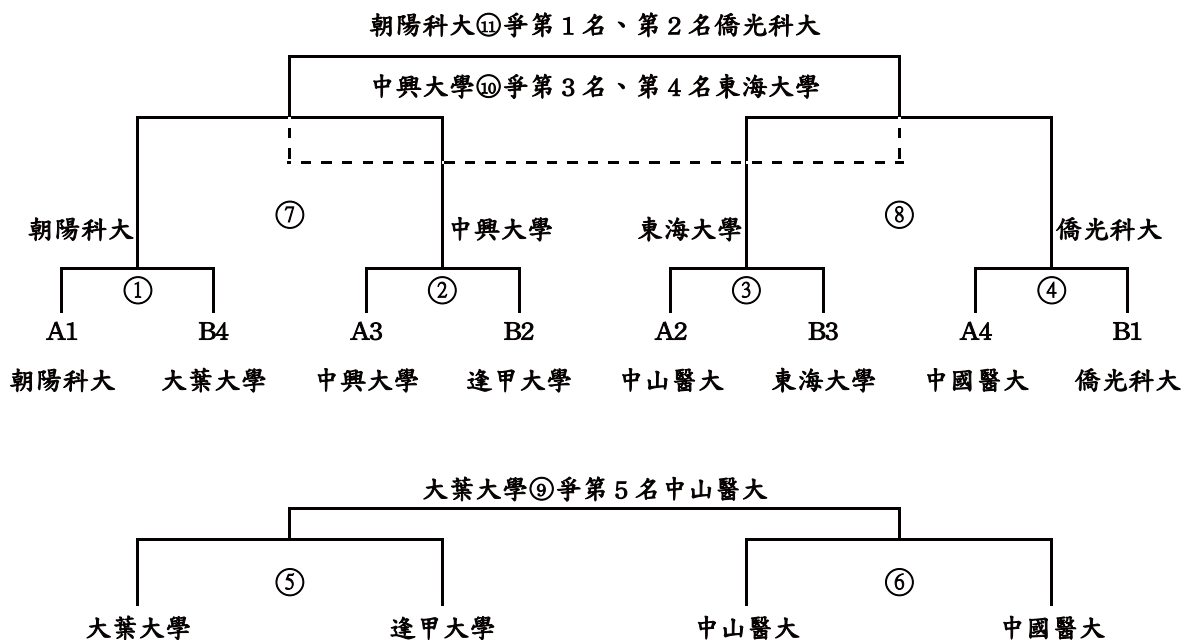 朝陽科大⑪爭第1名、第2名僑光科大
中興大學⑩爭第3名、第4名東海大學
⑦ ⑧
朝陽科大 中興大學 東海大學 僑光科大
① ② ③ ④
A1 B4 A3 B2 A2 B3 A4 B1
朝陽科大 大葉大學 中興大學 逢甲大學 中山醫大 東海大學 中國醫大 僑光科大
大葉大學⑨爭第5名中山醫大
⑤ ⑥
大葉大學 逢甲大學 中山醫大 中國醫大